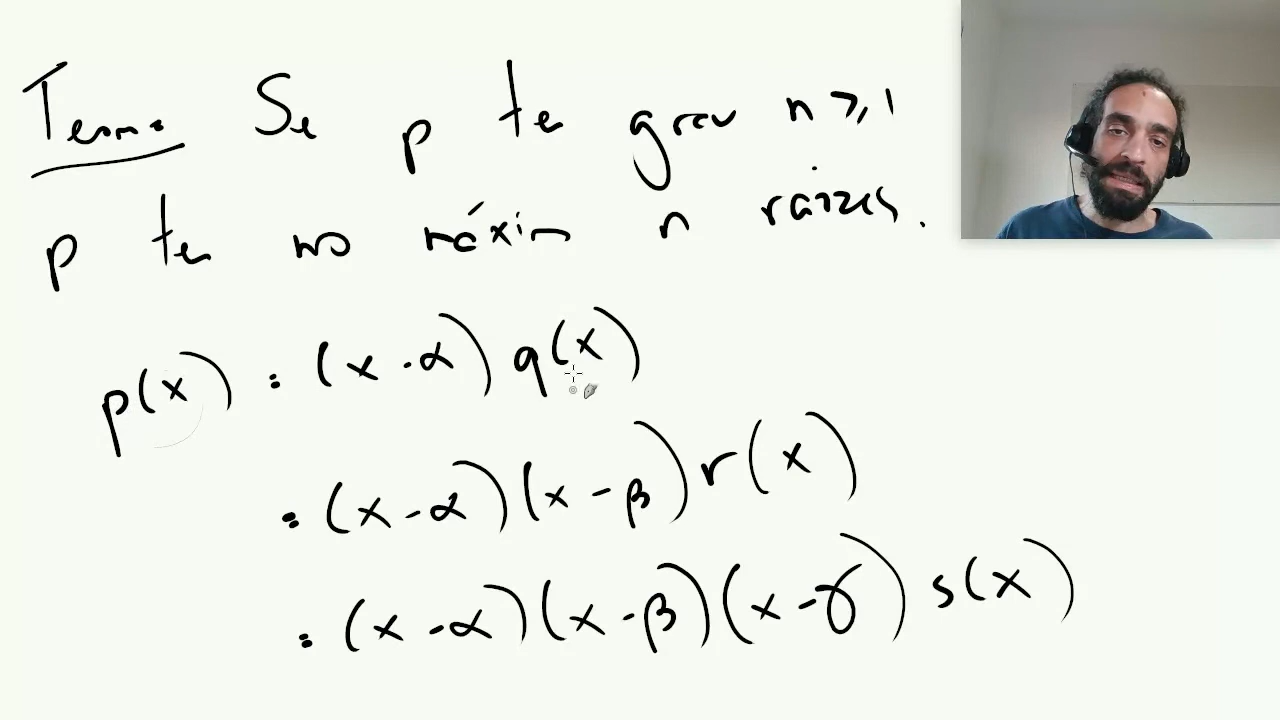 Teorema Se p tem grau n ≥ 1
p tem no máximo n raízes.
p(x) = (x - α) q(x)
= (x - α)(x - β) r(x)
= (x - α)(x - β)(x - γ) s(x)